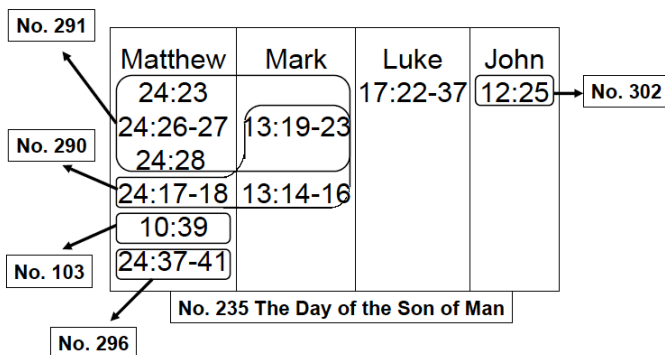 No. 291
Matthew Mark Luke John
24:23 17:22-37 12:25 No. 302
24:26-27 13:19-23
No. 290
24:28
24:17-18 13:14-16
10:39
No. 103
24:37-41
No. 235 The Day of the Son of Man
No. 296